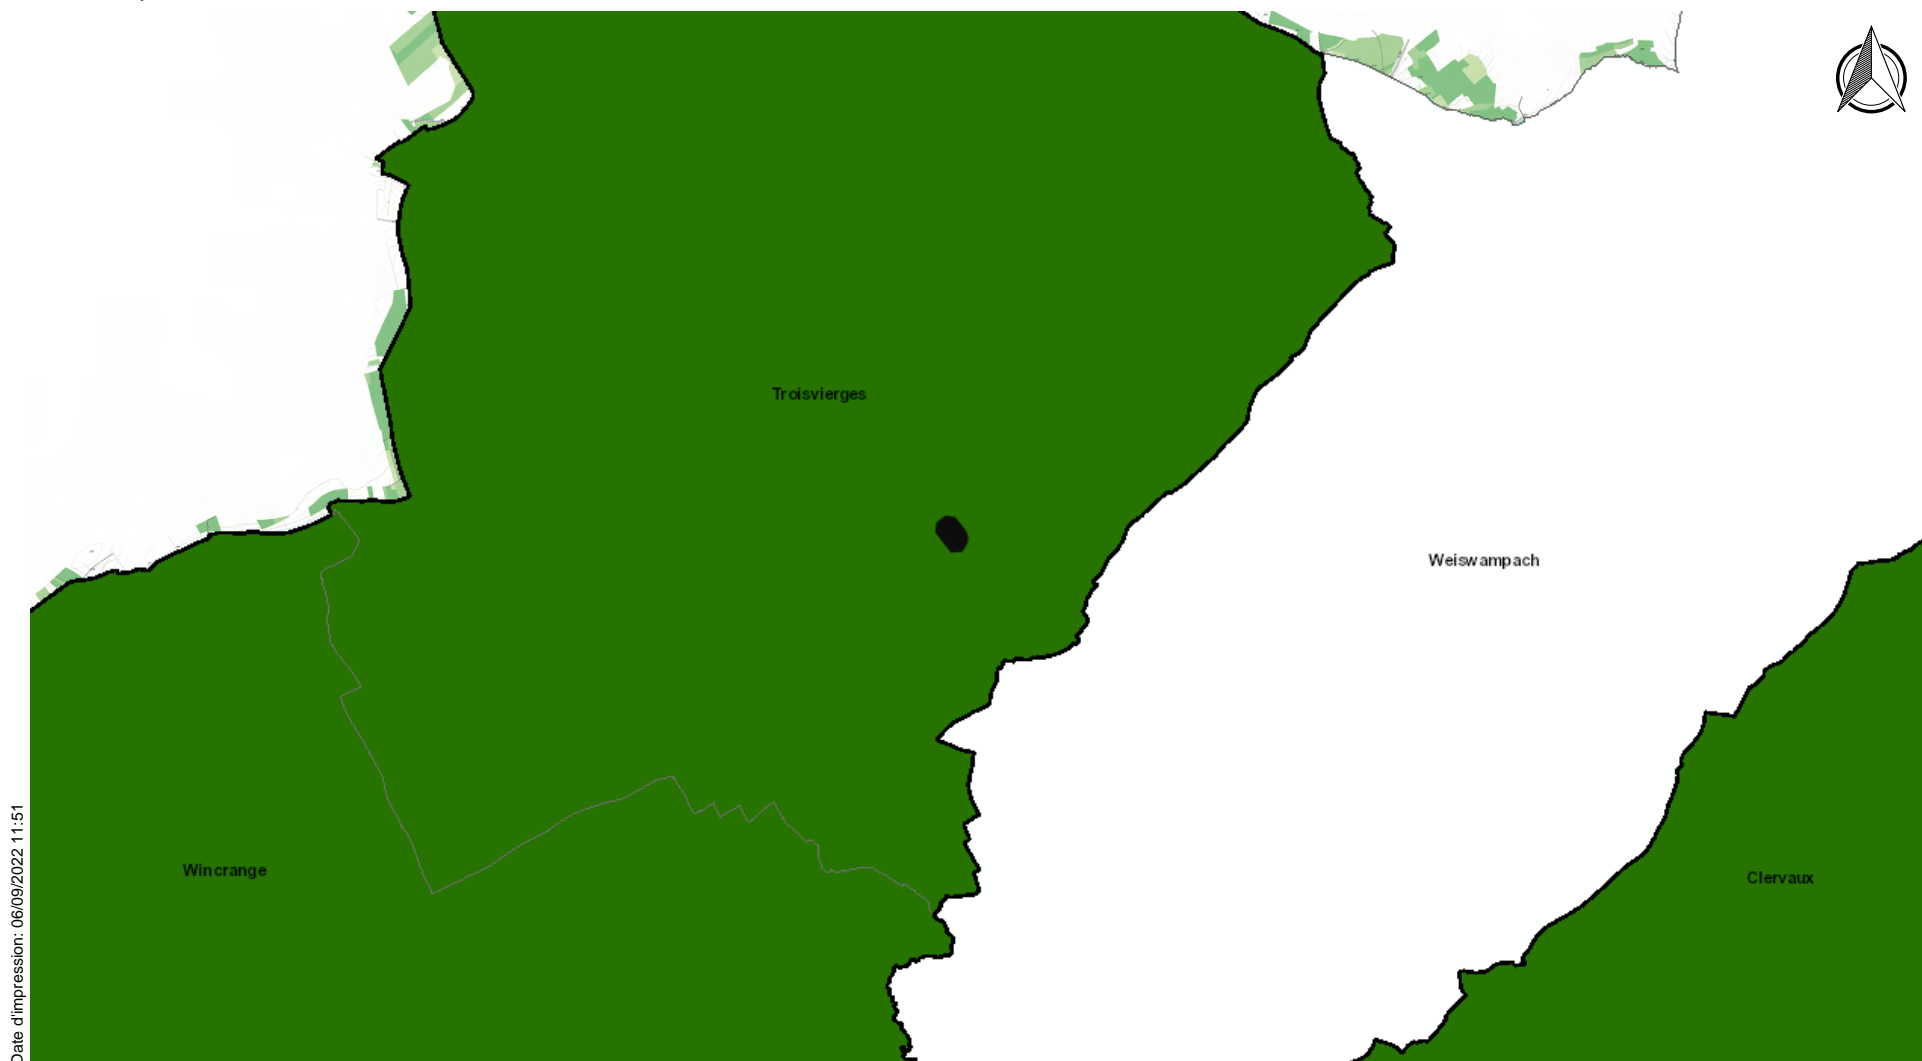 Troisvierges
Weiswampach
Wincrange
Clervaux
Date d'impression: 06/09/2022 11:51